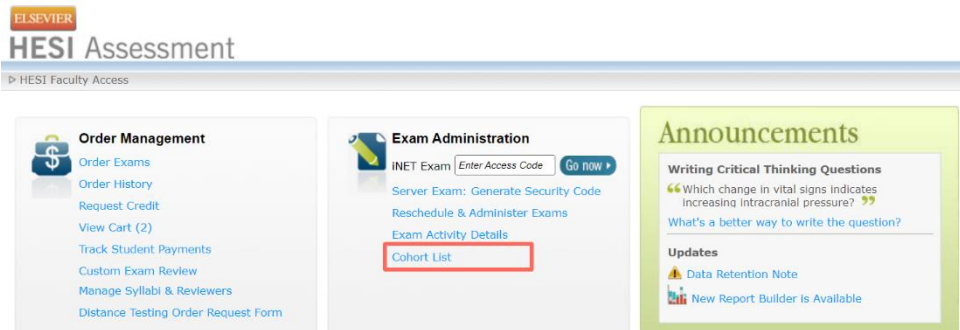 ELSEVIER
HESI Assessment
HESI Faculty Access
Order Management
Order Exams
Order History
Request Credit
View Cart (2)
Track Student Payments
Custom Exam Review
Manage Syllabi & Reviewers
Distance Testing Order Request Form
Exam Administration
iNET Exam Enter Access Code Go now
Server Exam: Generate Security Code
Reschedule & Administer Exams
Exam Activity Details
Cohort List
Announcements
Writing Critical Thinking Questions
“Which change in vital signs indicates
increasing intracranial pressure? ”
What's a better way to write the question?
Updates
Data Retention Note
New Report Builder is Available